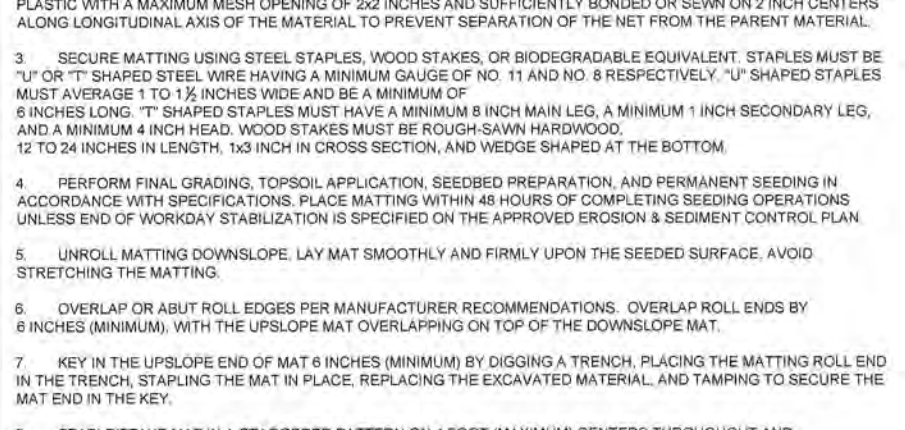 PLASTIC WITH A MAXIMUM MESH OPENING OF 2x2 INCHES AND SUFFICIENTLY BONDED OR SEWN ON 2 INCH CENTERS
ALONG LONGITUDINAL AXIS OF THE MATERIAL TO PREVENT SEPARATION OF THE NET FROM THE PARENT MATERIAL.
3. SECURE MATTING USING STEEL STAPLES, WOOD STAKES, OR BIODEGRADABLE EQUIVALENT. STAPLES MUST BE
"U" OR "T" SHAPED STEEL WIRE HAVING A MINIMUM GAUGE OF NO. 11 AND NO. 8 RESPECTIVELY. "U" SHAPED STAPLES
MUST AVERAGE 1 TO 1 ½ INCHES WIDE AND BE A MINIMUM OF
6 INCHES LONG. "T" SHAPED STAPLES MUST HAVE A MINIMUM 8 INCH MAIN LEG, A MINIMUM 1 INCH SECONDARY LEG,
AND A MINIMUM 4 INCH HEAD. WOOD STAKES MUST BE ROUGH-SAWN HARDWOOD,
12 TO 24 INCHES IN LENGTH, 1x3 INCH IN CROSS SECTION, AND WEDGE SHAPED AT THE BOTTOM.
4. PERFORM FINAL GRADING, TOPSOIL APPLICATION, SEEDBED PREPARATION, AND PERMANENT SEEDING IN
ACCORDANCE WITH SPECIFICATIONS. PLACE MATTING WITHIN 48 HOURS OF COMPLETING SEEDING OPERATIONS
UNLESS END OF WORKDAY STABILIZATION IS SPECIFIED ON THE APPROVED EROSION & SEDIMENT CONTROL PLAN.
5. UNROLL MATTING DOWNSLOPE. LAY MAT SMOOTHLY AND FIRMLY UPON THE SEEDED SURFACE. AVOID
STRETCHING THE MATTING.
6. OVERLAP OR ABUT ROLL EDGES PER MANUFACTURER RECOMMENDATIONS. OVERLAP ROLL ENDS BY
6 INCHES (MINIMUM), WITH THE UPSLOPE MAT OVERLAPPING ON TOP OF THE DOWNSLOPE MAT.
7. KEY IN THE UPSLOPE END OF MAT 6 INCHES (MINIMUM) BY DIGGING A TRENCH, PLACING THE MATTING ROLL END
IN THE TRENCH, STAPLING THE MAT IN PLACE, REPLACING THE EXCAVATED MATERIAL, AND TAMPING TO SECURE THE
MAT END IN THE KEY.